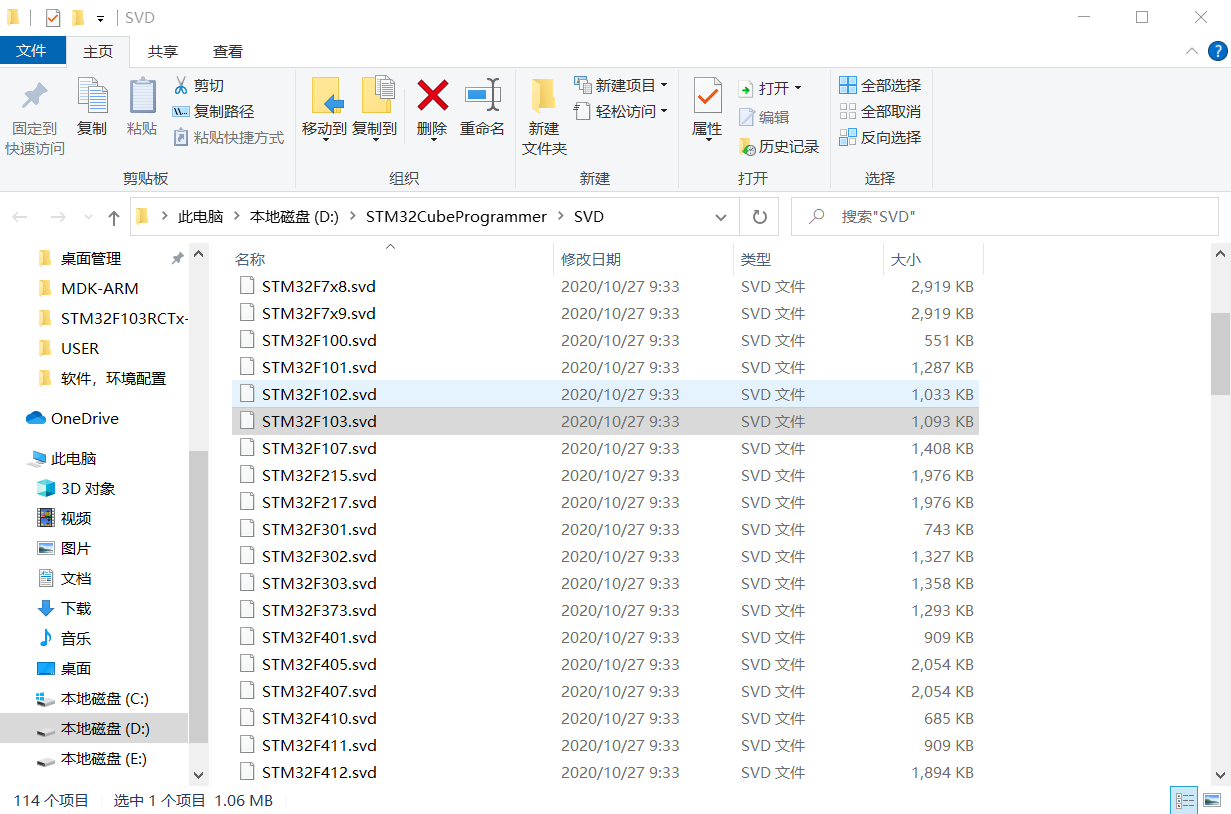 SVD
文件 主页 共享 查看
固定到快速访问
复制
粘贴
剪切
复制路径
粘贴快捷方式
剪贴板
移动到
复制到
删除
重命名
组织
新建文件夹
新建项目
轻松访问
新建
属性
打开
编辑
历史记录
打开
全部选择
全部取消
反向选择
选择
此电脑 本地磁盘 (D:) STM32CubeProgrammer SVD
搜索"SVD"
桌面管理
MDK-ARM
STM32F103RCTx-
USER
软件，环境配置
OneDrive
此电脑
3D 对象
视频
图片
文档
下载
音乐
桌面
本地磁盘 (C:)
本地磁盘 (D:)
本地磁盘 (E:)
名称 修改日期 类型 大小
STM32F7x8.svd 2020/10/27 9:33 SVD 文件 2,919 KB
STM32F7x9.svd 2020/10/27 9:33 SVD 文件 2,919 KB
STM32F100.svd 2020/10/27 9:33 SVD 文件 551 KB
STM32F101.svd 2020/10/27 9:33 SVD 文件 1,287 KB
STM32F102.svd 2020/10/27 9:33 SVD 文件 1,033 KB
STM32F103.svd 2020/10/27 9:33 SVD 文件 1,093 KB
STM32F107.svd 2020/10/27 9:33 SVD 文件 1,408 KB
STM32F215.svd 2020/10/27 9:33 SVD 文件 1,976 KB
STM32F217.svd 2020/10/27 9:33 SVD 文件 1,976 KB
STM32F301.svd 2020/10/27 9:33 SVD 文件 743 KB
STM32F302.svd 2020/10/27 9:33 SVD 文件 1,327 KB
STM32F303.svd 2020/10/27 9:33 SVD 文件 1,358 KB
STM32F373.svd 2020/10/27 9:33 SVD 文件 1,293 KB
STM32F401.svd 2020/10/27 9:33 SVD 文件 909 KB
STM32F405.svd 2020/10/27 9:33 SVD 文件 2,054 KB
STM32F407.svd 2020/10/27 9:33 SVD 文件 2,054 KB
STM32F410.svd 2020/10/27 9:33 SVD 文件 685 KB
STM32F411.svd 2020/10/27 9:33 SVD 文件 909 KB
STM32F412.svd 2020/10/27 9:33 SVD 文件 1,894 KB
114 个项目 选中 1 个项目 1.06 MB